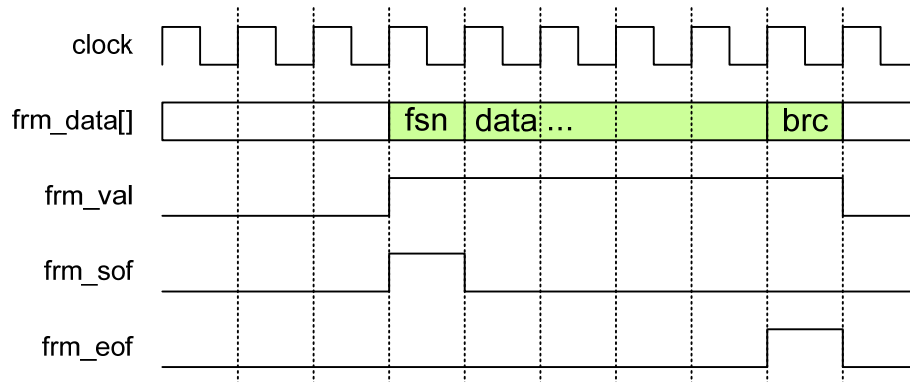 clock
frm_data[] fsn data ... brc
frm_val
frm_sof
frm_eof